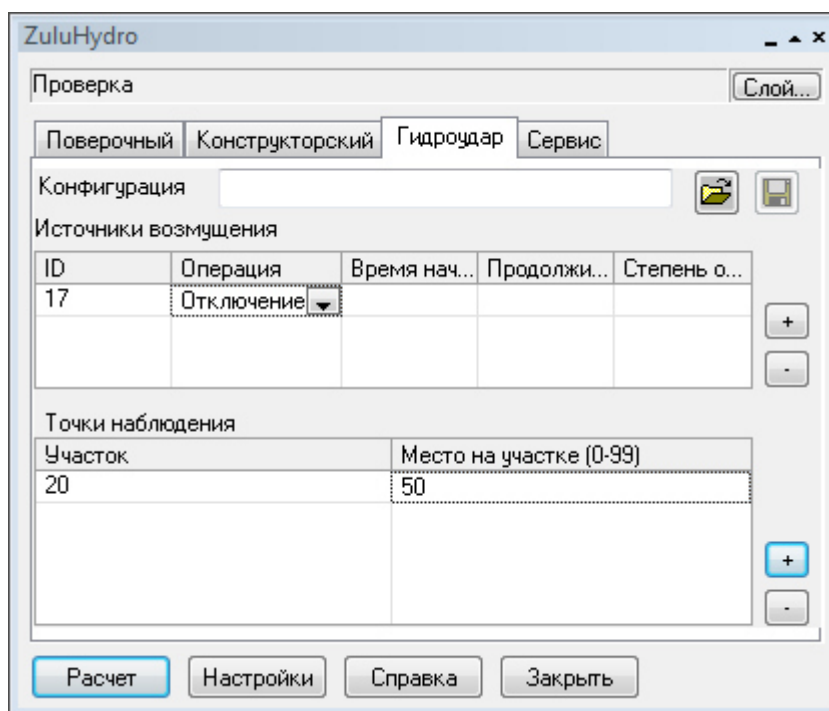 ZuluHydro
Проверка Слой...
Поверочный Конструкторский Гидроудар Сервис
Конфигурация
Источники возмущения
ID Операция Время нач... Продолжи... Степень о...
17 Отключение
+
-
Точки наблюдения
Участок Место на участке (0-99)
20 50
+
-
Расчет Настройки Справка Закрыть